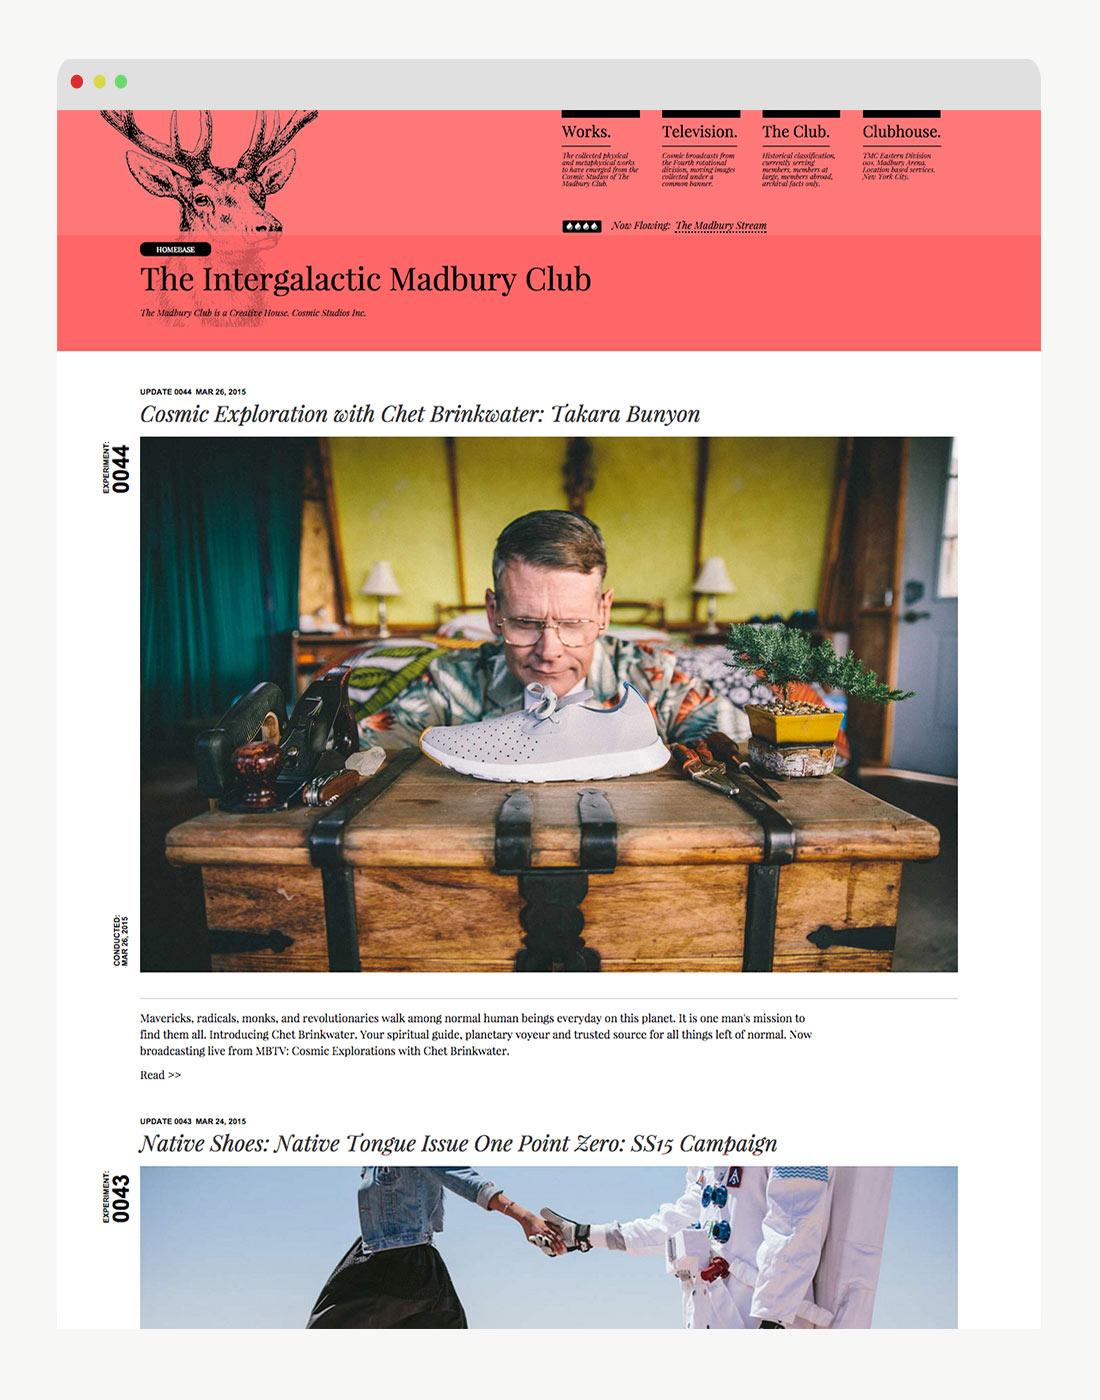 Works.
The collected physical
and metaphysical works
to have emerged from the
Cosmic Studios of The
Madbury Club.
Television.
Cosmic broadcasts from
the Fourth rotational
division, moving images
collected under a
common banner.
The Club.
Historical classification,
currently serving
members, members at
large, members abroad,
archival facts only.
Clubhouse.
TMC Eastern Division
001, Madbury Arena,
Location based services.
New York City.
Now Flowing: The Madbury Stream
HOMEBASE
The Intergalactic Madbury Club
The Madbury Club is a Creative House. Cosmic Studios Inc.
UPDATE 0044 MAR 26, 2015
Cosmic Exploration with Chet Brinkwater: Takara Bunyon
EXPERIMENT:
0044
CONDUCTED:
MAR 26, 2015
Mavericks, radicals, monks, and revolutionaries walk among normal human beings everyday on this planet. It is one man's mission to
find them all. Introducing Chet Brinkwater. Your spiritual guide, planetary voyeur and trusted source for all things left of normal. Now
broadcasting live from MBTV: Cosmic Explorations with Chet Brinkwater.
Read >>
UPDATE 0043 MAR 24, 2015
Native Shoes: Native Tongue Issue One Point Zero: SS15 Campaign
EXPERIMENT:
0043